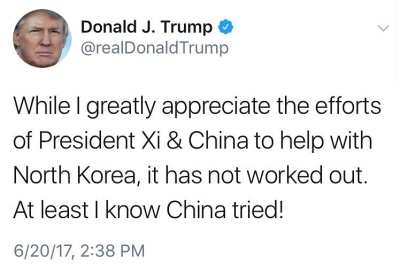 Donald J. Trump
@realDonaldTrump
While I greatly appreciate the efforts
of President Xi & China to help with
North Korea, it has not worked out.
At least I know China tried!
6/20/17, 2:38 PM